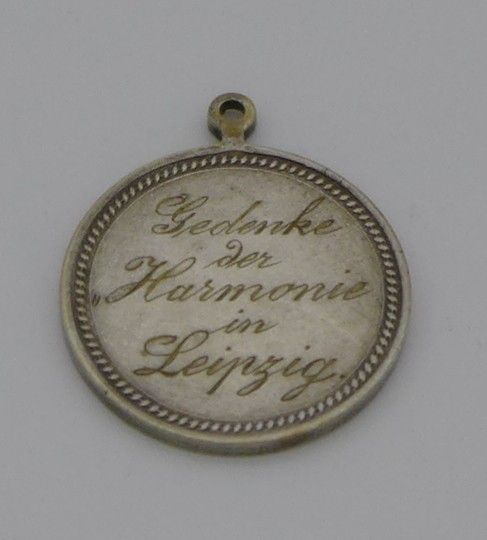 Gedenke
der
„Harmonie
in
Leipzig.